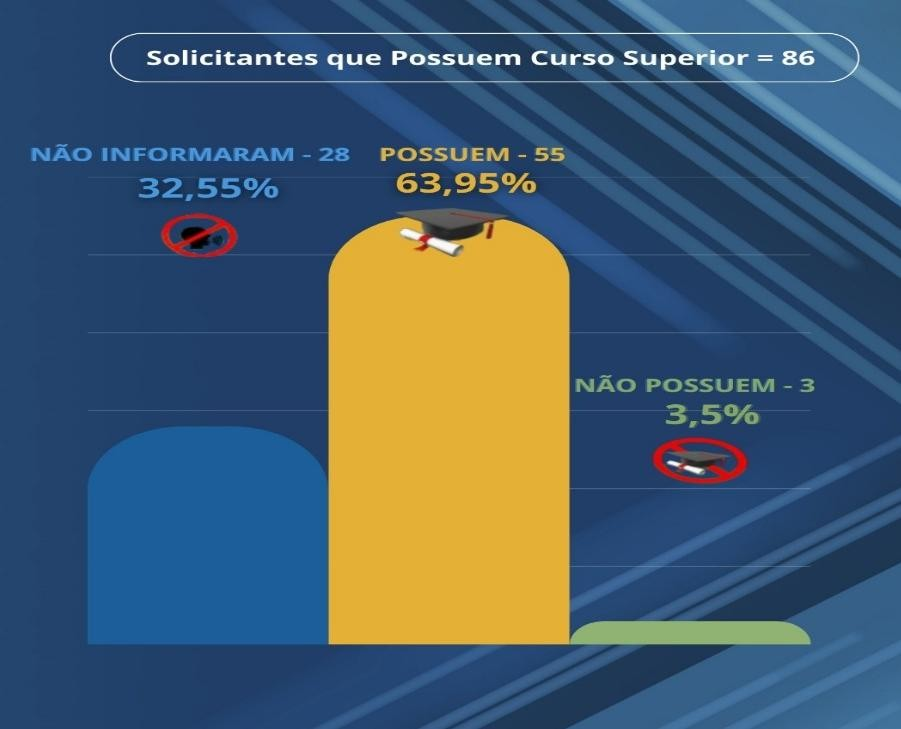 Solicitantes que Possuem Curso Superior = 86
NÃO INFORMARAM - 28
32,55%
POSSUEM - 55
63,95%
NÃO POSSUEM - 3
3,5%